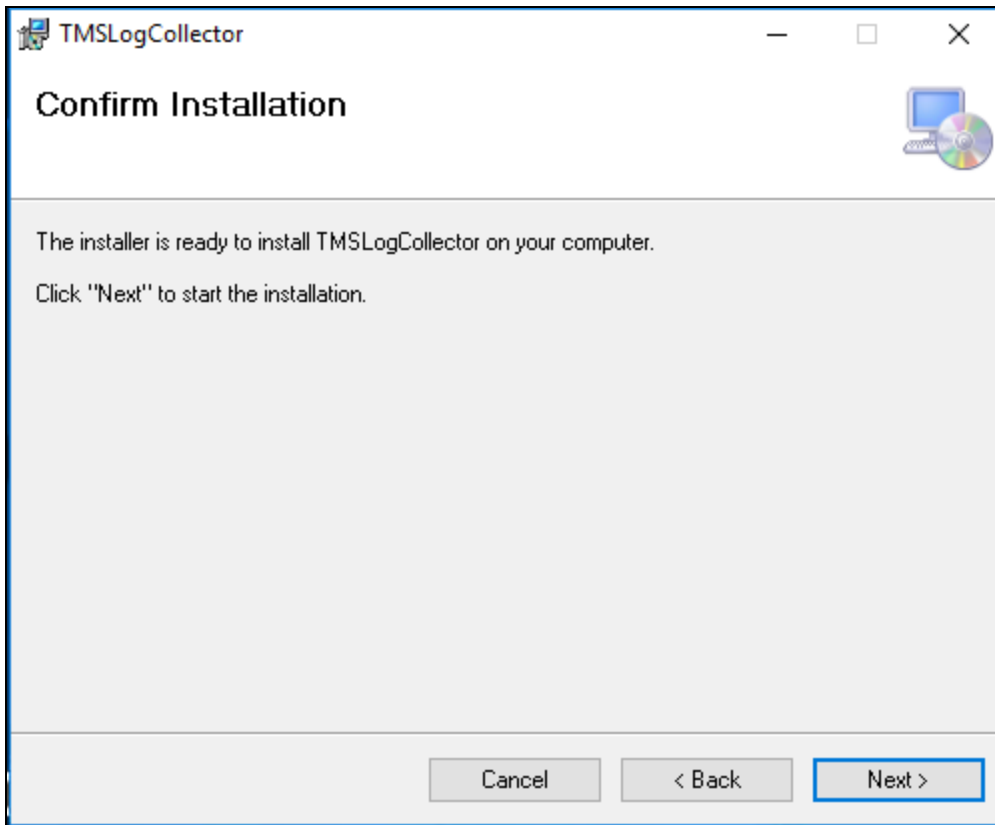 TMSLogCollector
Confirm Installation
The installer is ready to install TMSLogCollector on your computer.
Click "Next" to start the installation.
Cancel
< Back
Next >